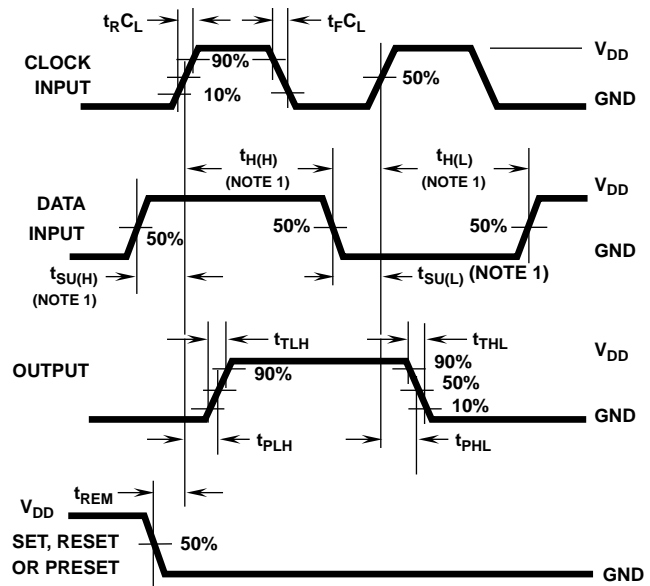 tRCL
tFCL
CLOCK INPUT
90%
10%
50%
VDD
GND
tH(H)
(NOTE 1)
tH(L)
(NOTE 1)
DATA INPUT
50%
50%
50%
VDD
GND
tSU(H)
(NOTE 1)
tSU(L) (NOTE 1)
tTLH
tTHL
OUTPUT
90%
90%
50%
10%
VDD
GND
tPLH
tPHL
tREM
VDD
SET, RESET
OR PRESET
50%
GND